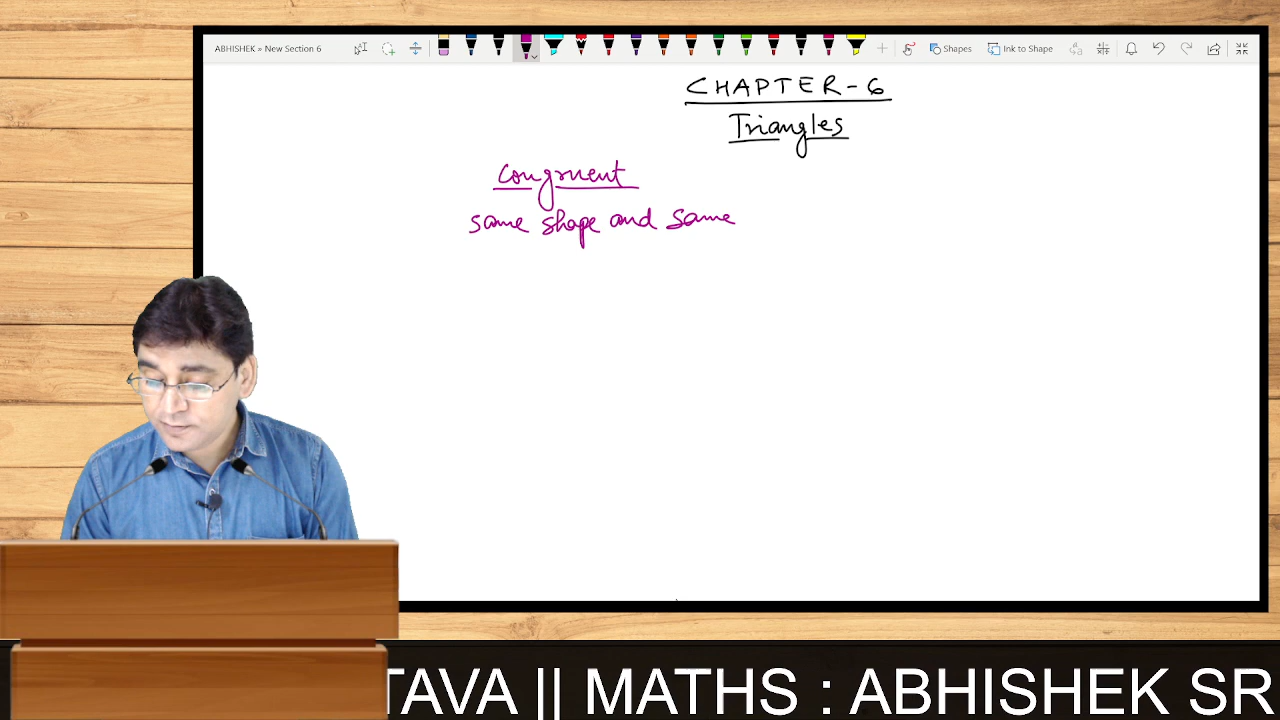 ABHISHEK » New Section 6
Shapes
Ink to Shape
CHAPTER-6
Triangles
Congruent
same shape and same
TAVA || MATHS : ABHISHEK SR